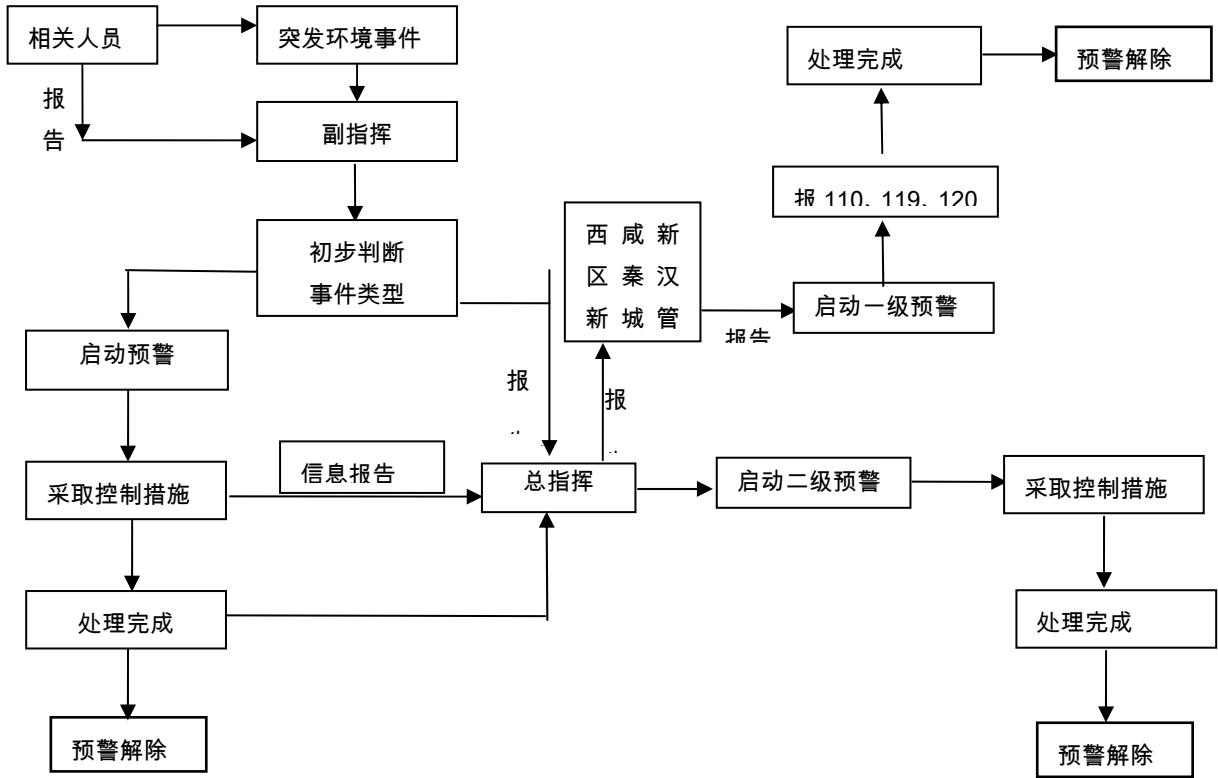 相关人员
突发环境事件
报
告
副指挥
初步判断
事件类型
启动预警
采取控制措施
信息报告
处理完成
预警解除
报
总指挥
报
西咸新
区秦汉
新城管
报告
启动一级预警
报 110、119、120
处理完成
预警解除
启动二级预警
采取控制措施
处理完成
预警解除